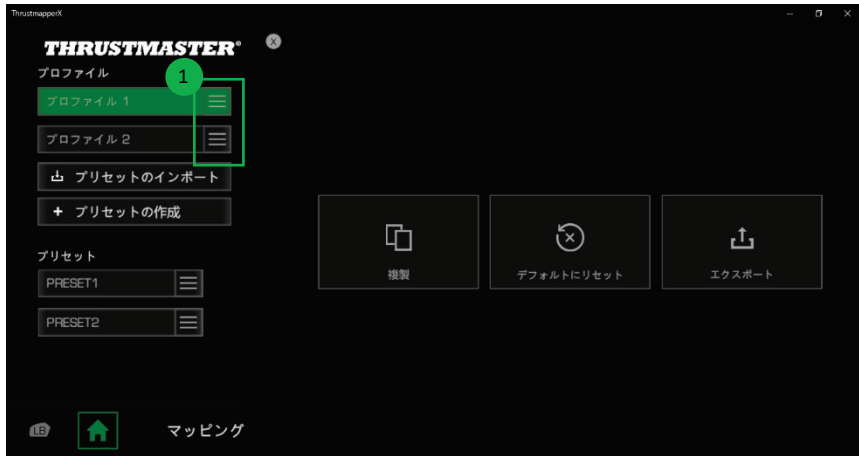 ThrustmapperX
THRUSTMASTER®
X
プロファイル
1
プロファイル 1
プロファイル 2
プリセットのインポート
+ プリセットの作成
プリセット
PRESET1
PRESET2
複製
デフォルトにリセット
エクスポート
LB
マッピング